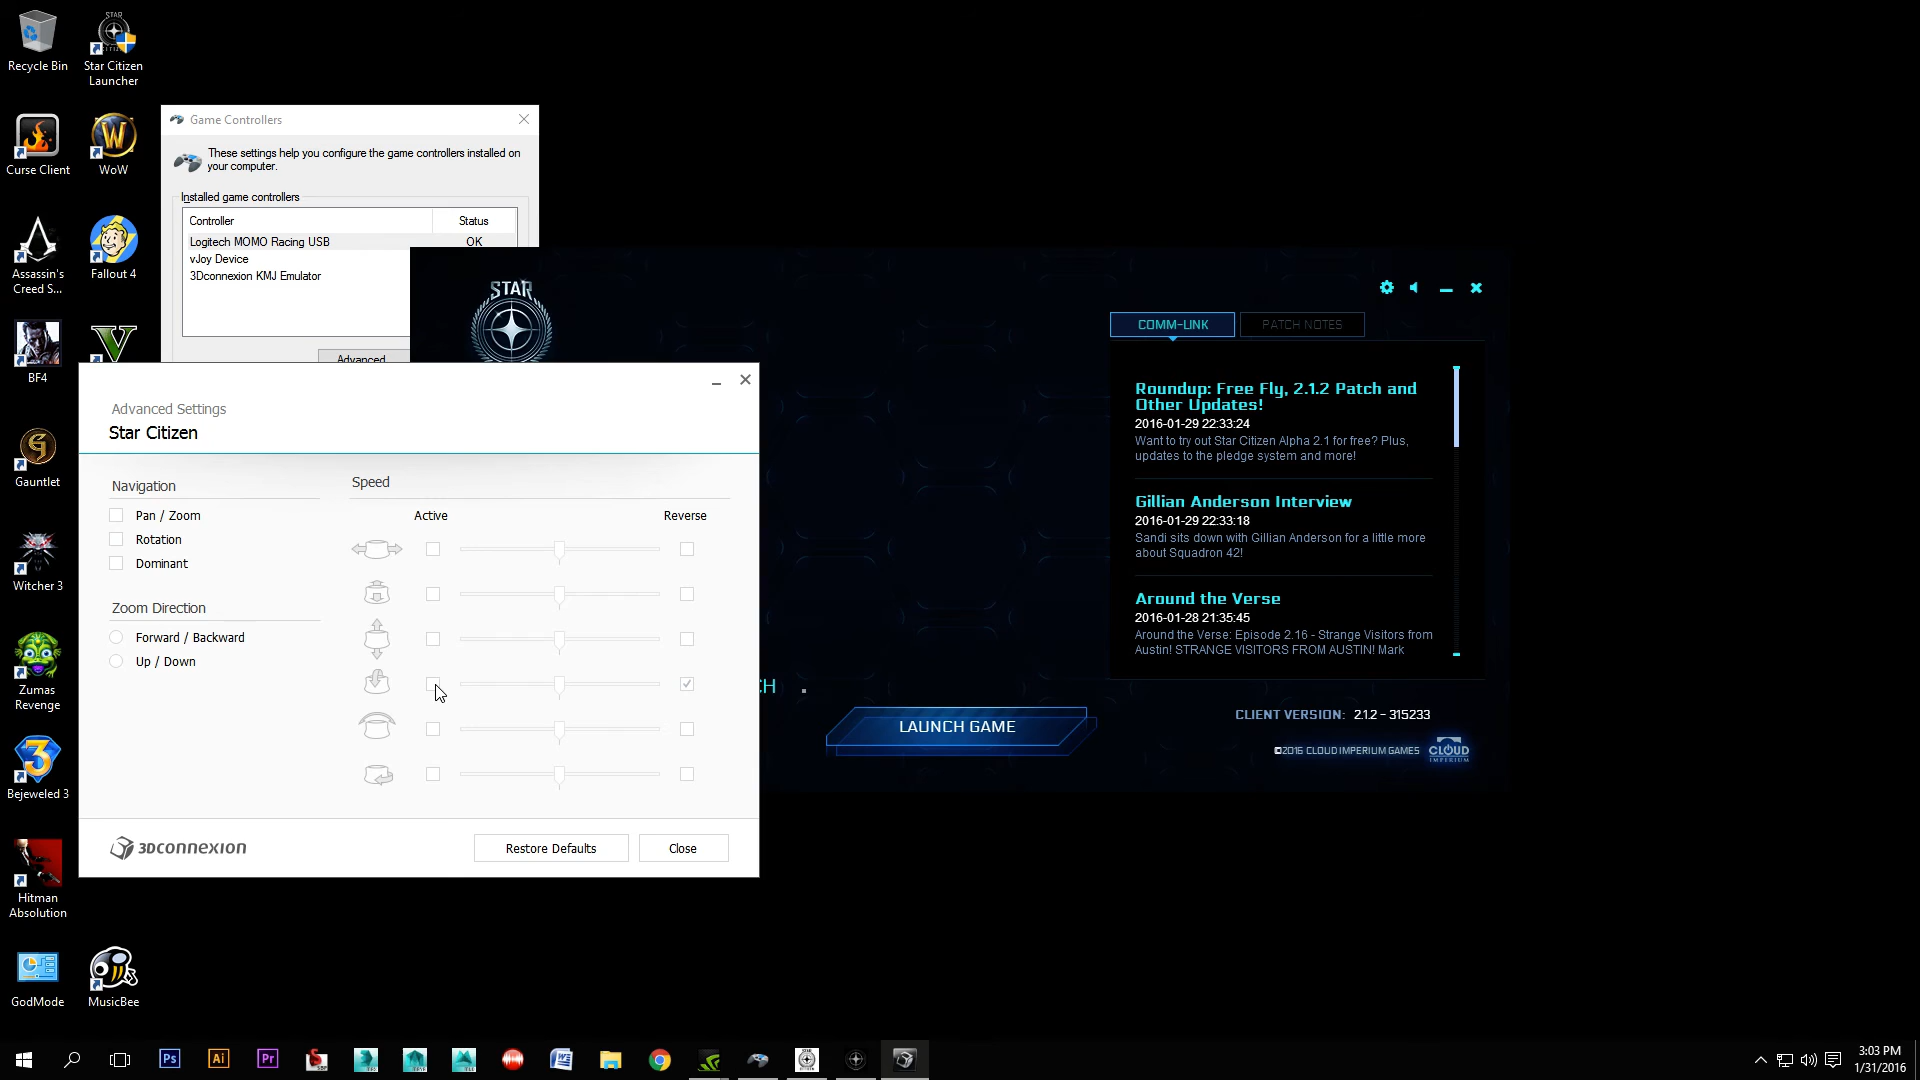 Recycle Bin
Star Citizen
Launcher
Curse Client
WoW
Assassin's
Creed S...
Fallout 4
BF4
Gauntlet
Witcher 3
Zumas
Revenge
Bejeweled 3
Hitman
Absolution
GodMode
MusicBee
Game Controllers
These settings help you configure the game controllers installed on
your computer.
Installed game controllers
Controller Status
Logitech MOMO Racing USB OK
vJoy Device
3Dconnexion KMJ Emulator
Advanced
STAR
COMM-LINK
PATCH NOTES
Roundup: Free Fly, 2.1.2 Patch and
Other Updates!
2016-01-29 22:33:24
Want to try out Star Citizen Alpha 2.1 for free? Plus,
updates to the pledge system and more!
Gillian Anderson Interview
2016-01-29 22:33:18
Sandi sits down with Gillian Anderson for a little more
about Squadron 42!
Around the Verse
2016-01-28 21:35:45
Around the Verse: Episode 2.16 - Strange Visitors from
Austin! STRANGE VISITORS FROM AUSTIN! Mark
LAUNCH GAME
CLIENT VERSION: 2.1.2 - 315233
©2016 CLOUD IMPERIUM GAMES
CLOUD
IMPERIUM
Advanced Settings
Star Citizen
Navigation
Pan / Zoom
Rotation
Dominant
Zoom Direction
Forward / Backward
Up / Down
Speed
Active Reverse
3Dconnexion
Restore Defaults
Close
Ps
Ai
Pr
3:03 PM
1/31/2016